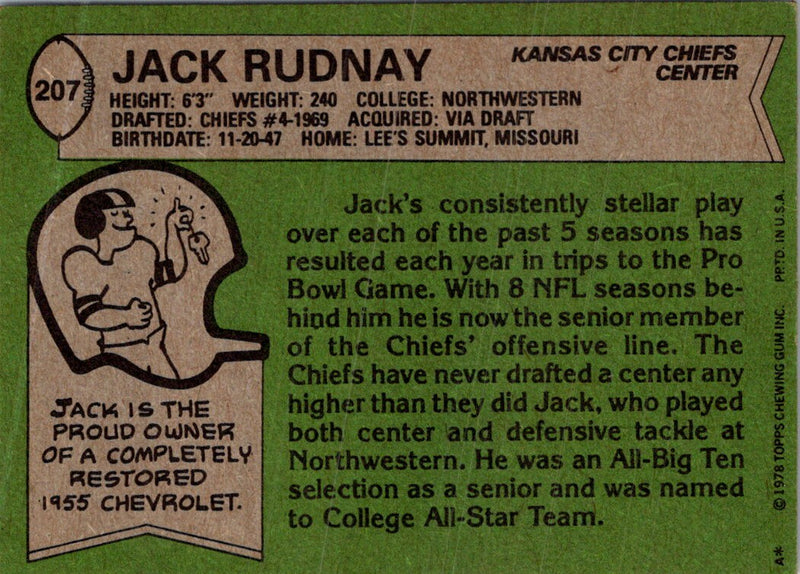 207
JACK RUDNAY
KANSAS CITY CHIEFS
CENTER
HEIGHT: 6'3" WEIGHT: 240 COLLEGE: NORTHWESTERN
DRAFTED: CHIEFS #4-1969 ACQUIRED: VIA DRAFT
BIRTHDATE: 11-20-47 HOME: LEE'S SUMMIT, MISSOURI
JACK IS THE
PROUD OWNER
OF A COMPLETELY
RESTORED
1955 CHEVROLET.
Jack's consistently stellar play
over each of the past 5 seasons has
resulted each year in trips to the Pro
Bowl Game. With 8 NFL seasons be-
hind him he is now the senior member
of the Chiefs' offensive line. The
Chiefs have never drafted a center any
higher than they did Jack, who played
both center and defensive tackle at
Northwestern. He was an All-Big Ten
selection as a senior and was named
to College All-Star Team.
A* © 1978 TOPPS CHEWING GUM INC. PRTD. IN U.S.A.